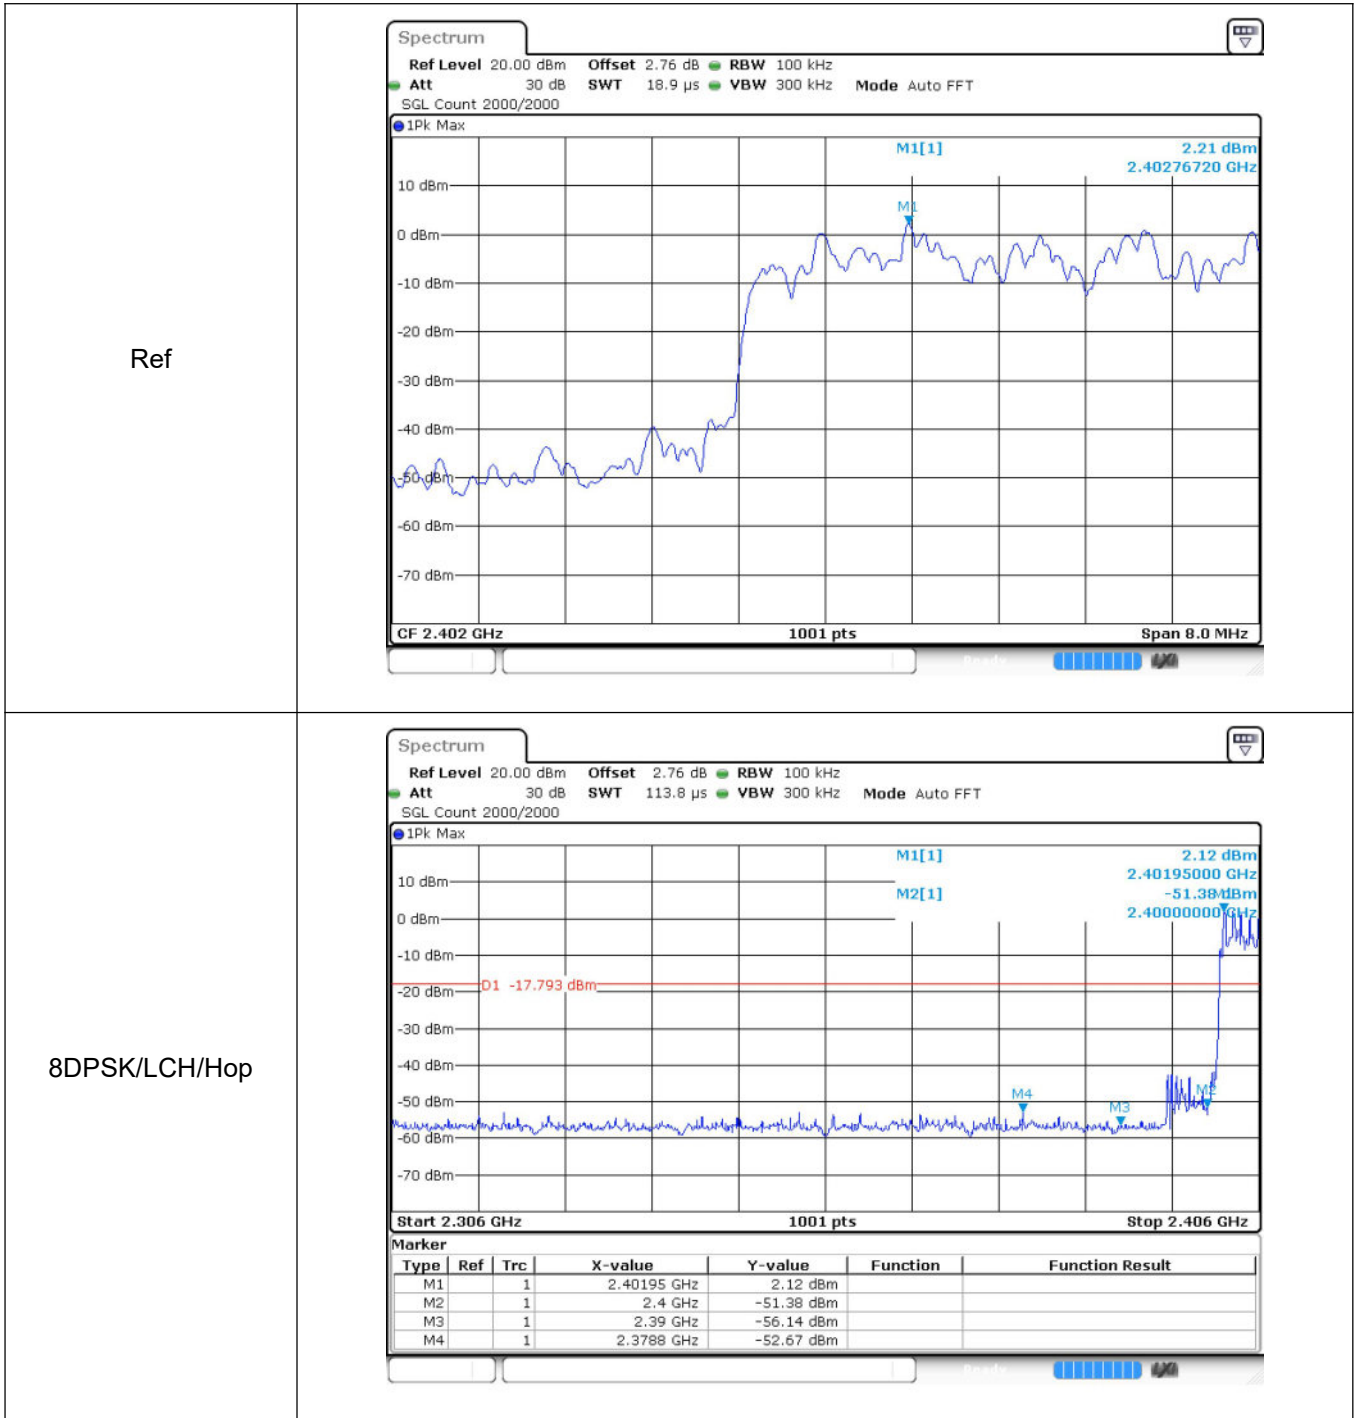 Ref
Spectrum
Ref Level 20.00 dBm Offset 2.76 dB RBW 100 kHz
Att 30 dB SWT 18.9 µs VBW 300 kHz Mode Auto FFT
SGL Count 2000/2000
1Pk Max
M1[1] 2.21 dBm
2.40276720 GHz
10 dBm
M1
0 dBm
-10 dBm
-20 dBm
-30 dBm
-40 dBm
-50 dBm
-60 dBm
-70 dBm
CF 2.402 GHz 1001 pts Span 8.0 MHz
8DPSK/LCH/Hop
Spectrum
Ref Level 20.00 dBm Offset 2.76 dB RBW 100 kHz
Att 30 dB SWT 113.8 µs VBW 300 kHz Mode Auto FFT
SGL Count 2000/2000
1Pk Max
M1[1] 2.12 dBm
2.40195000 GHz
10 dBm
M2[1] -51.38 dBm
M1
0 dBm
2.40000000 GHz
-10 dBm
D1 -17.793 dBm
-20 dBm
-30 dBm
-40 dBm
M4 M3 M2
-50 dBm
-60 dBm
-70 dBm
Start 2.306 GHz 1001 pts Stop 2.406 GHz
Marker
Type Ref Trc X-value Y-value Function Function Result
M1 1 2.40195 GHz 2.12 dBm
M2 1 2.4 GHz -51.38 dBm
M3 1 2.39 GHz -56.14 dBm
M4 1 2.3788 GHz -52.67 dBm